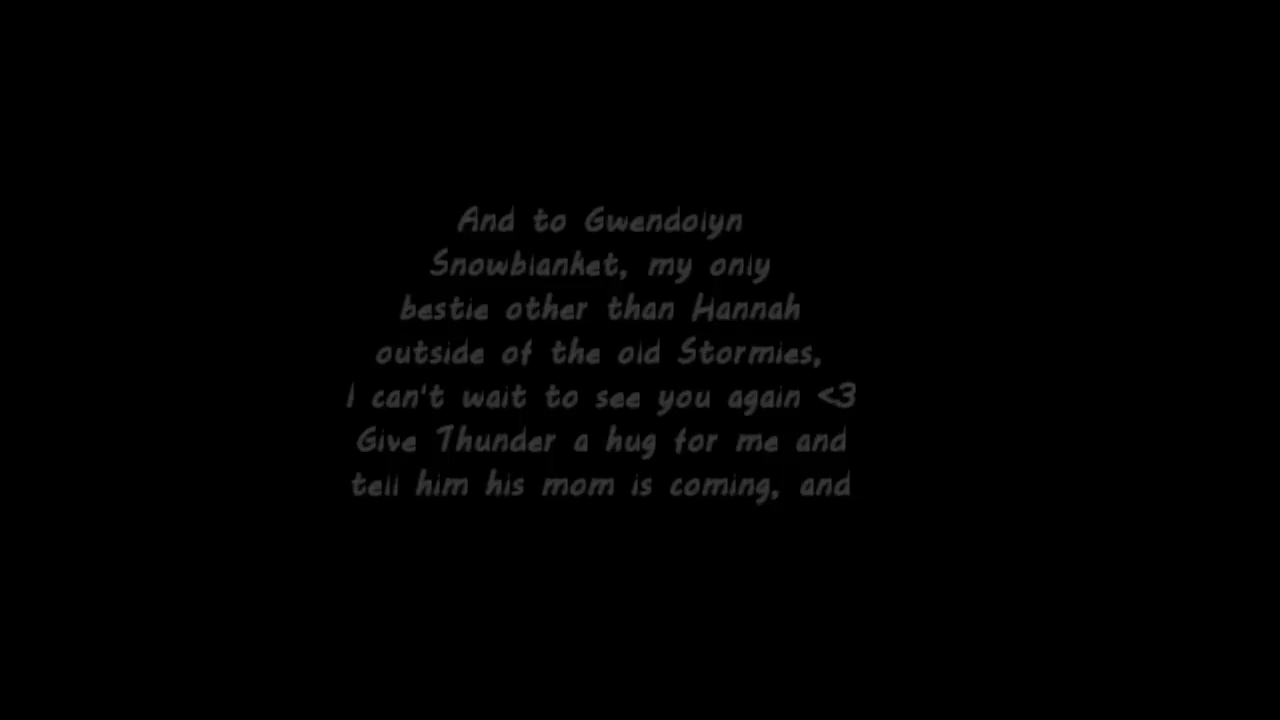 And to Gwendolyn
Snowblanket, my only
bestie other than Hannah
outside of the old Stormies,
I can't wait to see you again <3
Give Thunder a hug for me and
tell him his mom is coming, and